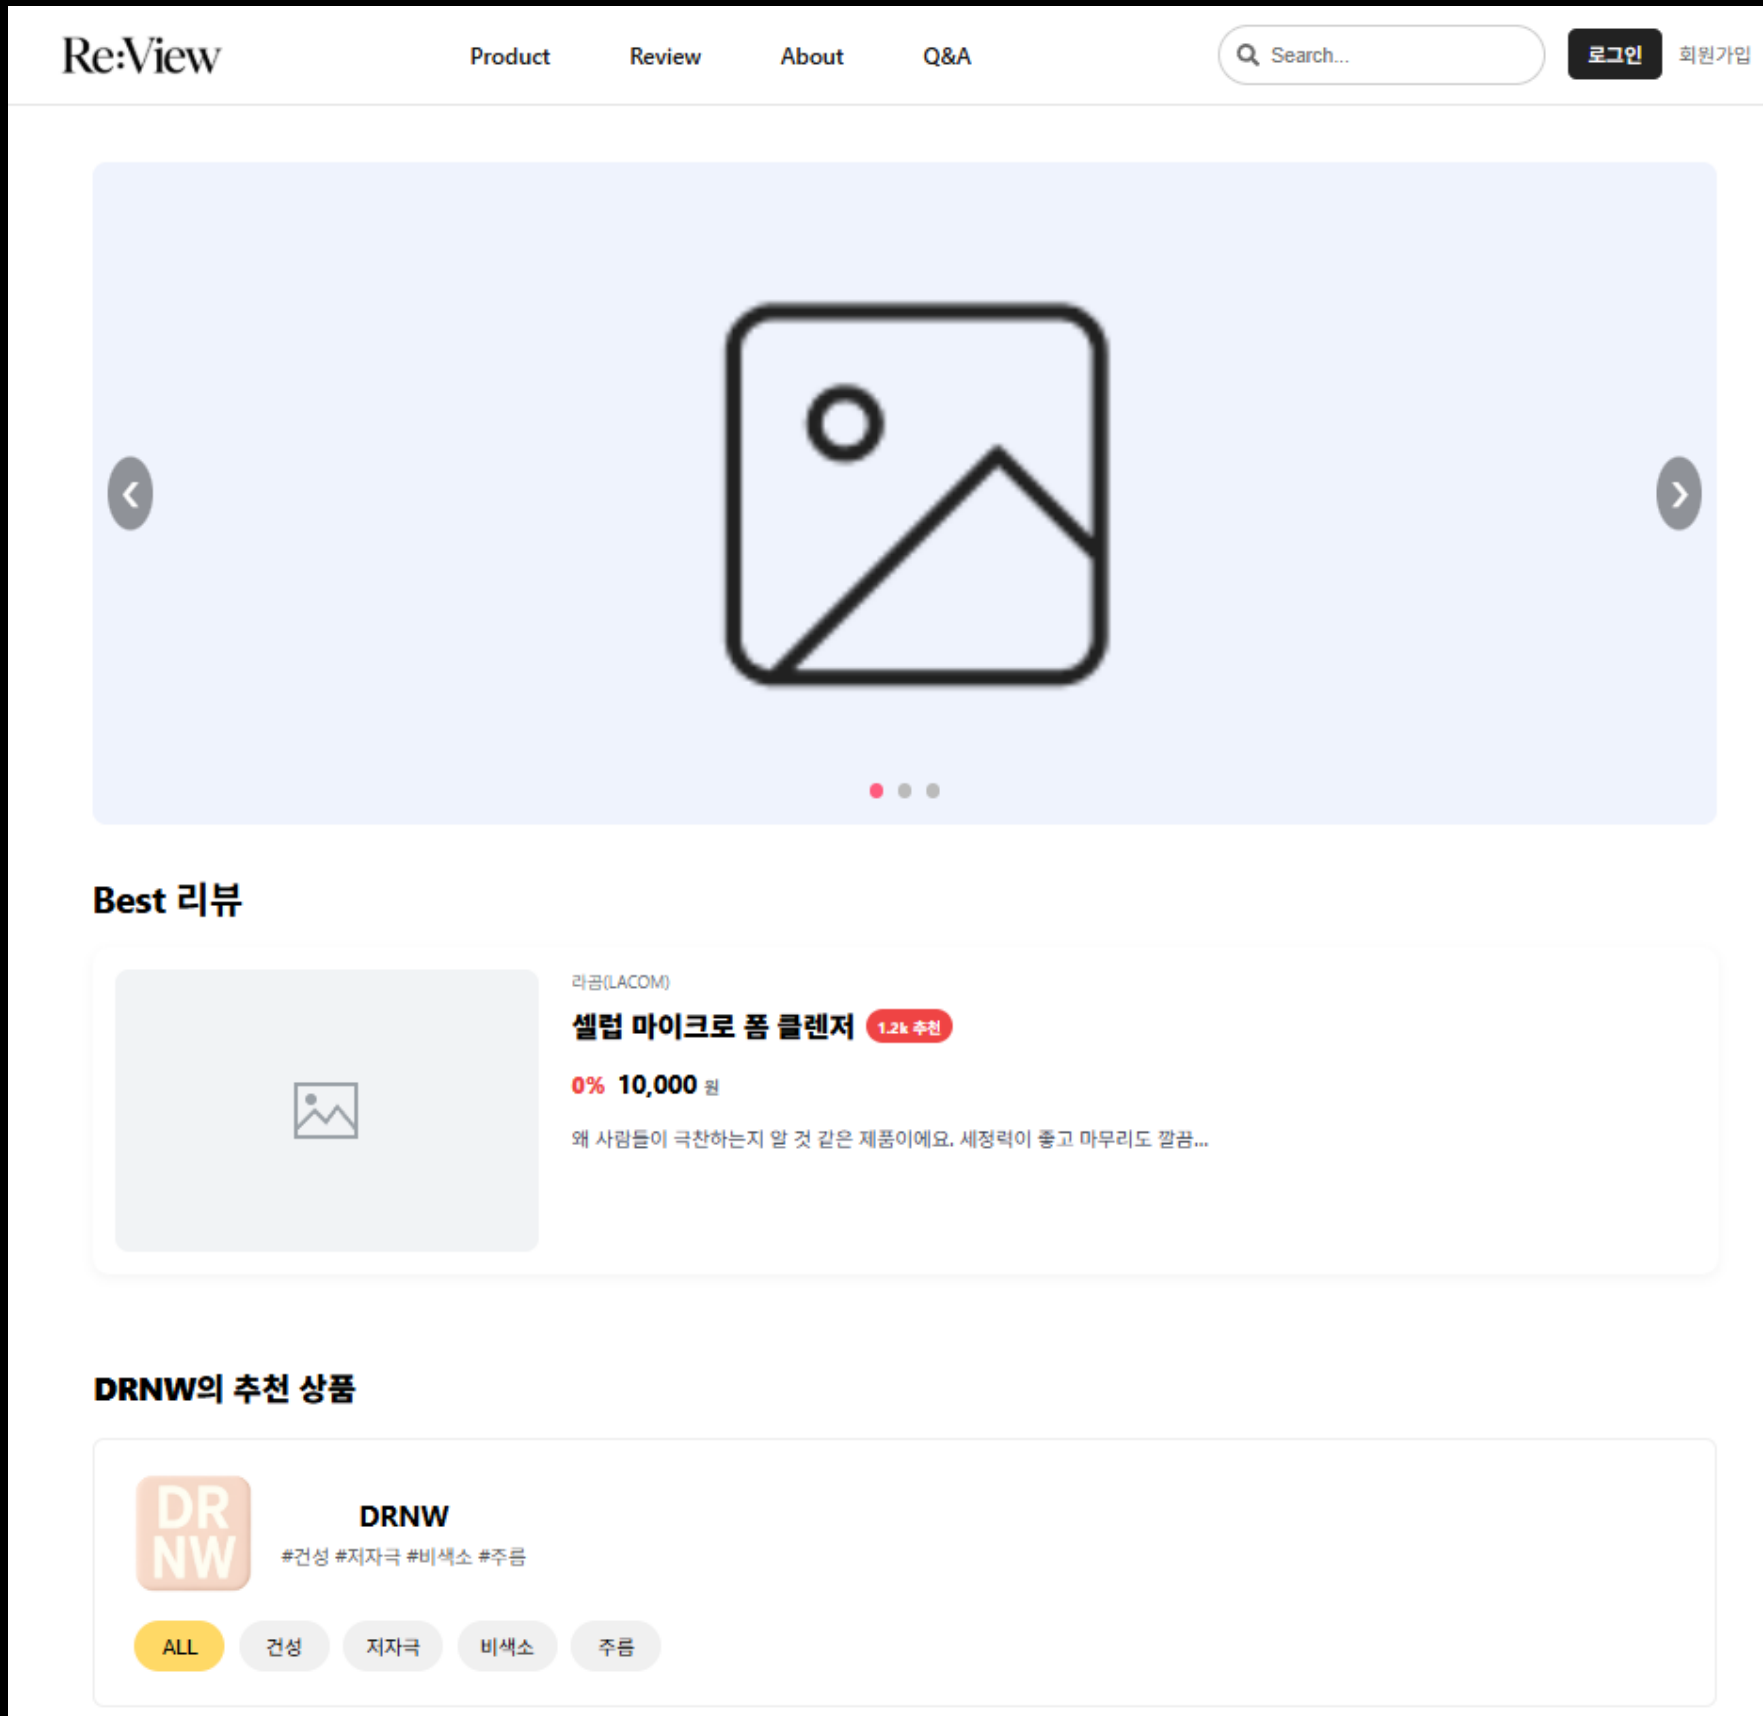 Re:View
Product Review About Q&A
Search...
로그인 회원가입
Best 리뷰
라곰(LACOM)
셀럽 마이크로 폼 클렌저 1.2k 추천
0% 10,000 원
왜 사람들이 극찬하는지 알 것 같은 제품이에요. 세정력이 좋고 마무리도 깔끔...
DRNW의 추천 상품
DR
NW
DRNW
#건성 #저자극 #비색소 #주름
ALL 건성 저자극 비색소 주름